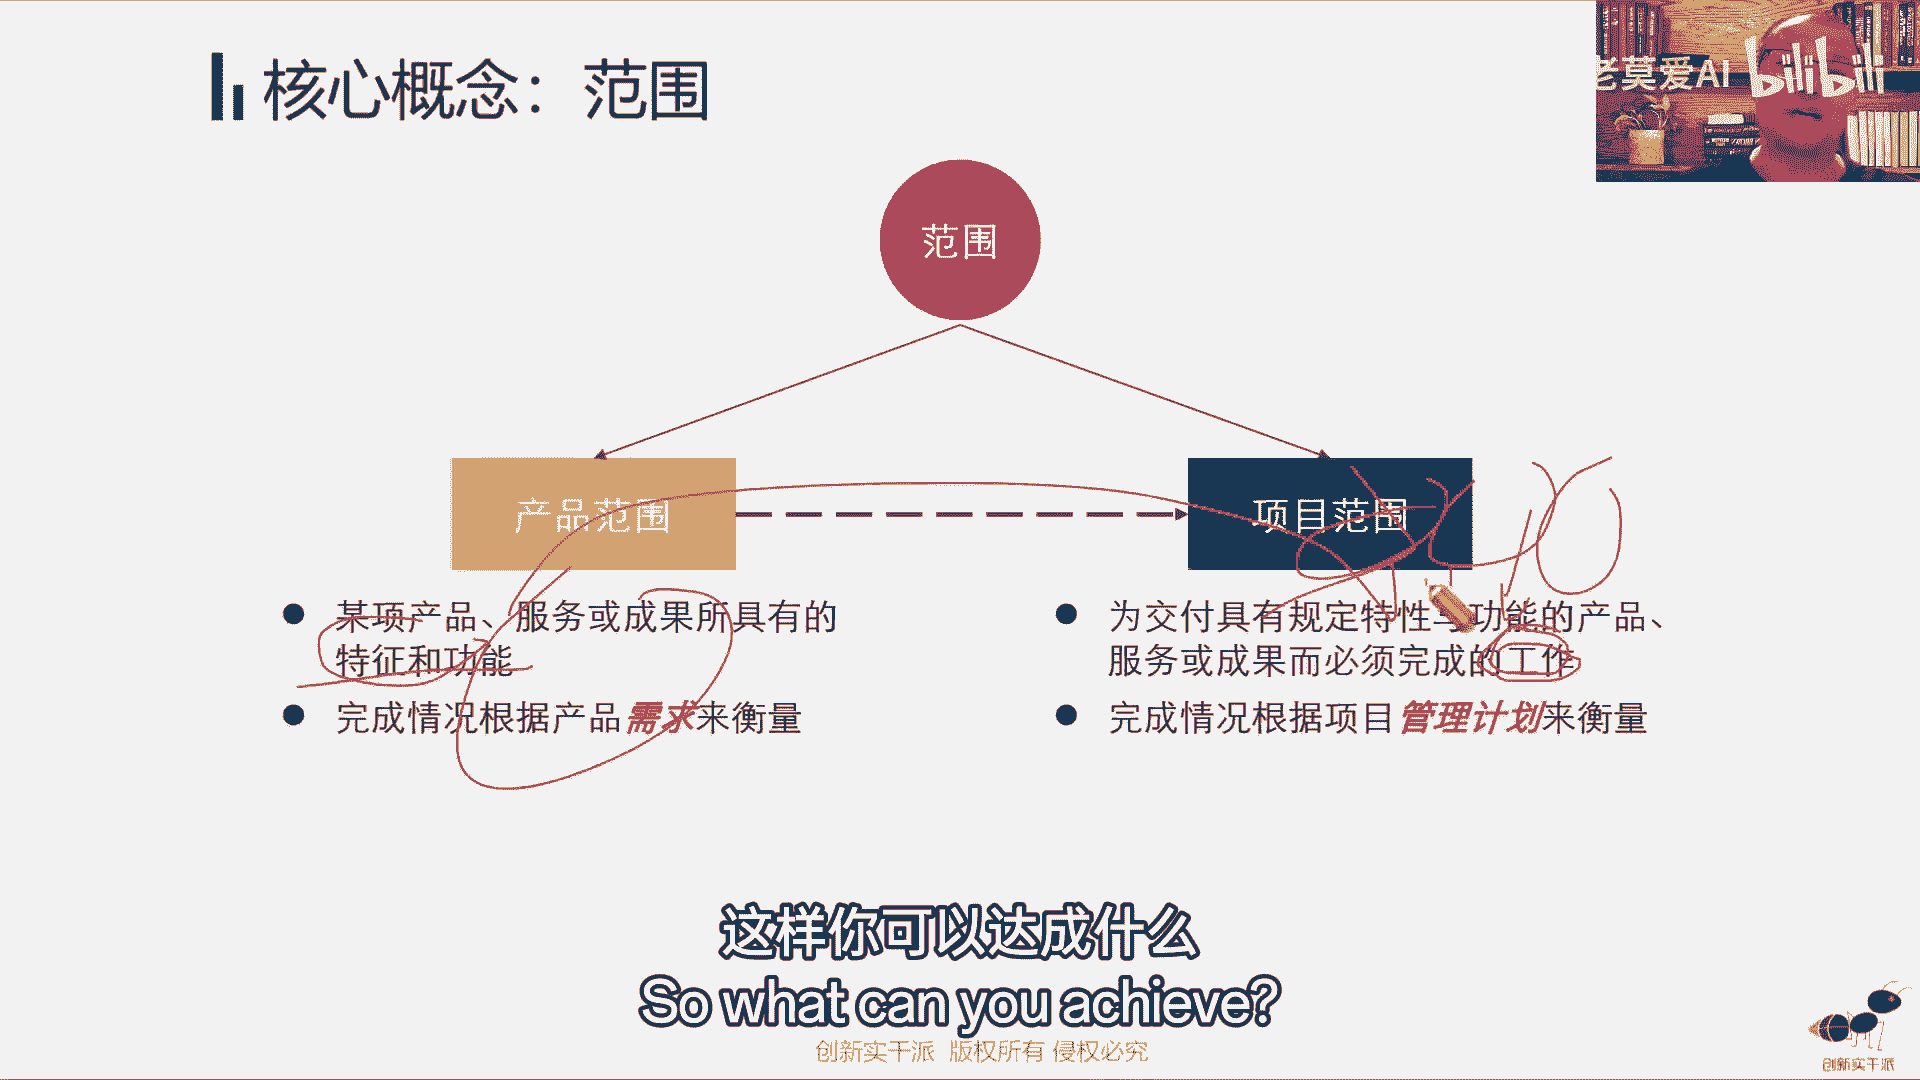 核心概念：范围
老莫爱AI bilibili
范围
产品范围
项目范围
某项产品、服务或成果所具有的
特征和功能
完成情况根据产品需求来衡量
为交付具有规定特性与功能的产品、
服务或成果而必须完成的工作
完成情况根据项目管理计划来衡量
这样你可以达成什么
So what can you achieve?
创新实干派 版权所有 侵权必究
创新实干派